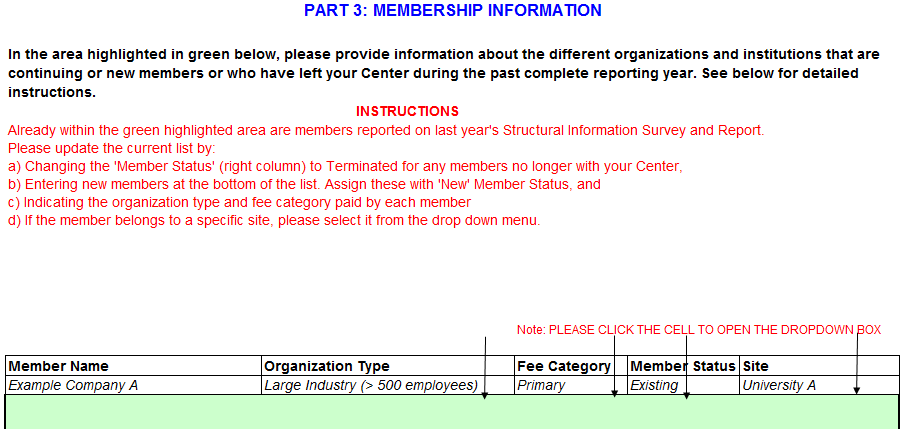 PART 3: MEMBERSHIP INFORMATION
In the area highlighted in green below, please provide information about the different organizations and institutions that are
continuing or new members or who have left your Center during the past complete reporting year. See below for detailed
instructions.
INSTRUCTIONS
Already within the green highlighted area are members reported on last year's Structural Information Survey and Report.
Please update the current list by:
a) Changing the 'Member Status' (right column) to Terminated for any members no longer with your Center,
b) Entering new members at the bottom of the list. Assign these with 'New' Member Status, and
c) Indicating the organization type and fee category paid by each member
d) If the member belongs to a specific site, please select it from the drop down menu.
Note: PLEASE CLICK THE CELL TO OPEN THE DROPDOWN BOX
Member Name Organization Type Fee Category Member Status Site
Example Company A Large Industry (> 500 employees) Primary Existing University A